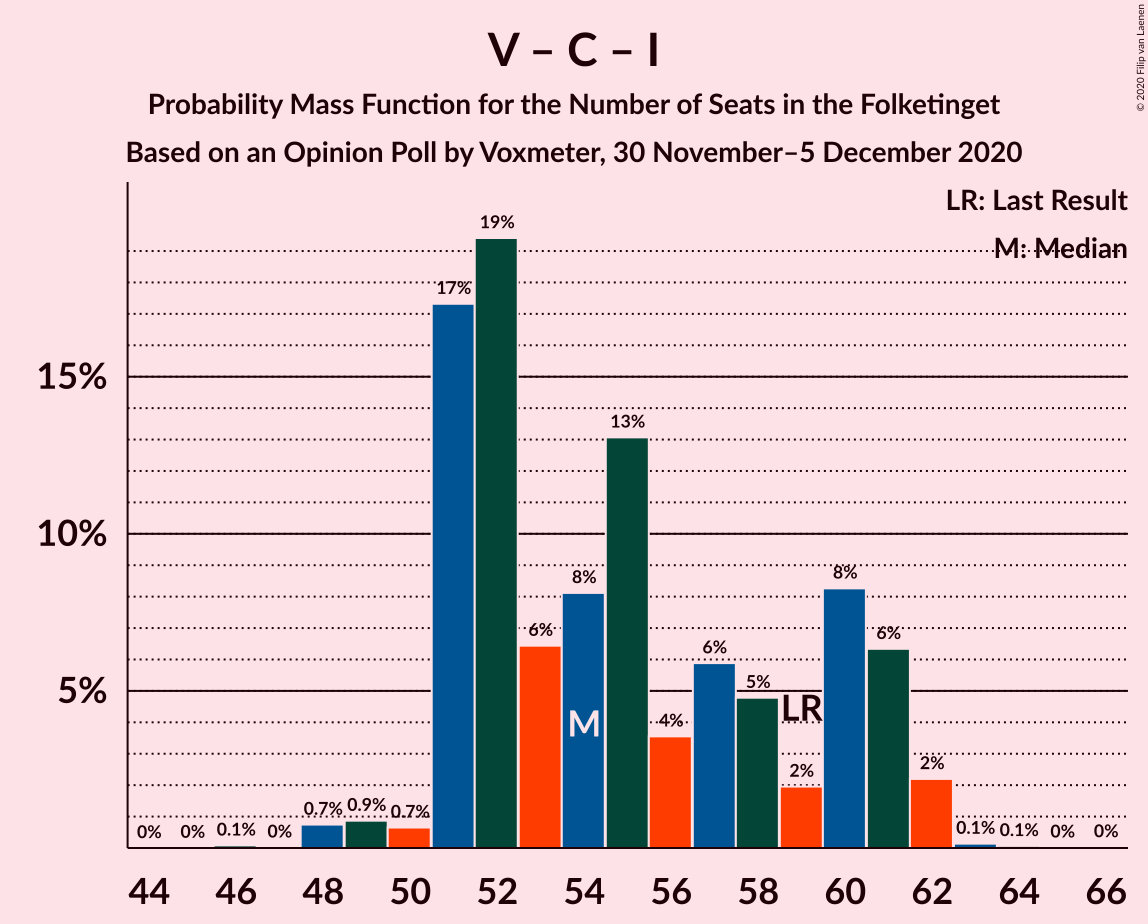 V – C – I
Probability Mass Function for the Number of Seats in the Folketinget
Based on an Opinion Poll by Voxmeter, 30 November–5 December 2020
© 2020 Filip van Laenen
LR: Last Result
M: Median
15%
10%
5%
0% 0% 0.1% 0% 0.7% 0.9% 0.7% 17% 19% 6% 8% 13% 4% 6% 5% 2% 8% 6% 2% 0.1% 0.1% 0% 0%
M
LR
44 46 48 50 52 54 56 58 60 62 64 66